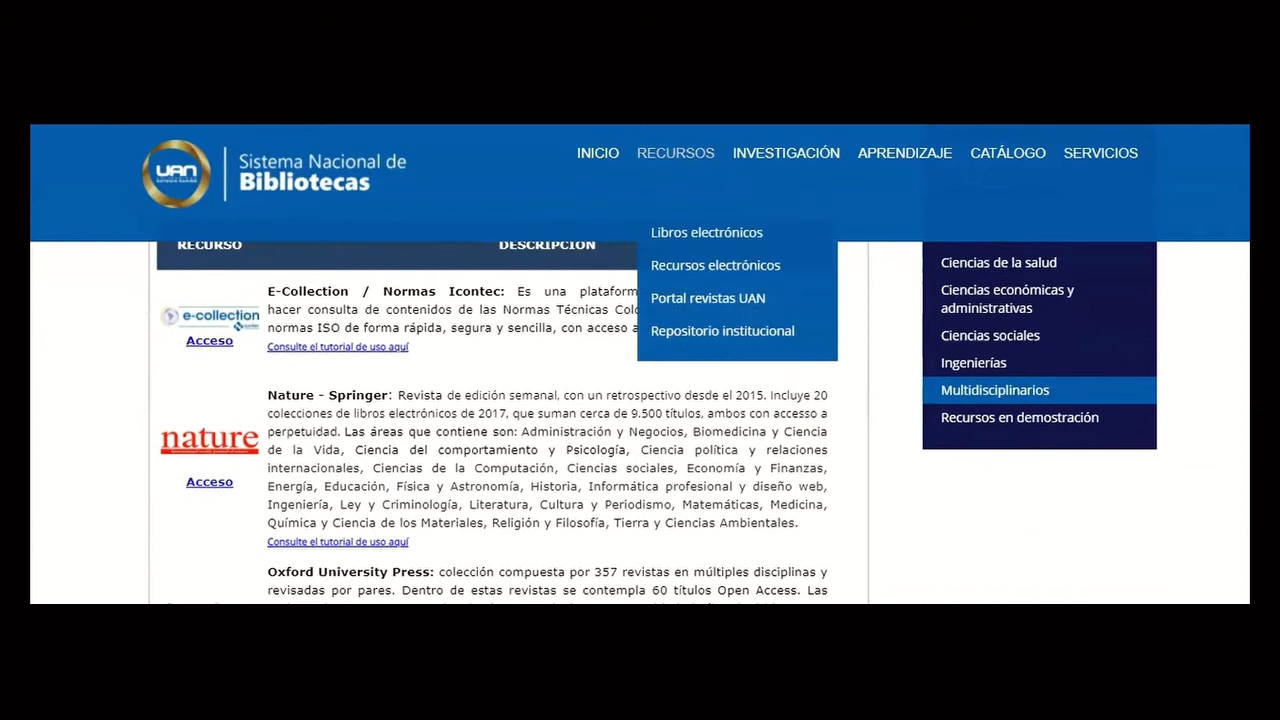 UAN
Sistema Nacional de
Bibliotecas
INICIO RECURSOS INVESTIGACIÓN APRENDIZAJE CATÁLOGO SERVICIOS
Libros electrónicos
Recursos electrónicos
Portal revistas UAN
Repositorio institucional
RECURSO DESCRIPCIÓN
e-collection
Acceso
E-Collection / Normas Icontec: Es una plataform
hacer consulta de contenidos de las Normas Técnicas Colo
normas ISO de forma rápida, segura y sencilla, con acceso a
Consulte el tutorial de uso aquí
nature
Acceso
Nature - Springer: Revista de edición semanal, con un retrospectivo desde el 2015. Incluye 20
colecciones de libros electrónicos de 2017, que suman cerca de 9.500 títulos, ambos con acceso a
perpetuidad. Las áreas que contiene son: Administración y Negocios, Biomedicina y Ciencia
de la Vida, Ciencia del comportamiento y Psicología, Ciencia política y relaciones
internacionales, Ciencias de la Computación, Ciencias sociales, Economía y Finanzas,
Energía, Educación, Física y Astronomía, Historia, Informática profesional y diseño web,
Ingeniería, Ley y Criminología, Literatura, Cultura y Periodismo, Matemáticas, Medicina,
Química y Ciencia de los Materiales, Religión y Filosofía, Tierra y Ciencias Ambientales.
Consulte el tutorial de uso aquí
Oxford University Press: colección compuesta por 357 revistas en múltiples disciplinas y
revisadas por pares. Dentro de estas revistas se contempla 60 títulos Open Access. Las
Ciencias de la salud
Ciencias económicas y
administrativas
Ciencias sociales
Ingenierías
Multidisciplinarios
Recursos en demostración